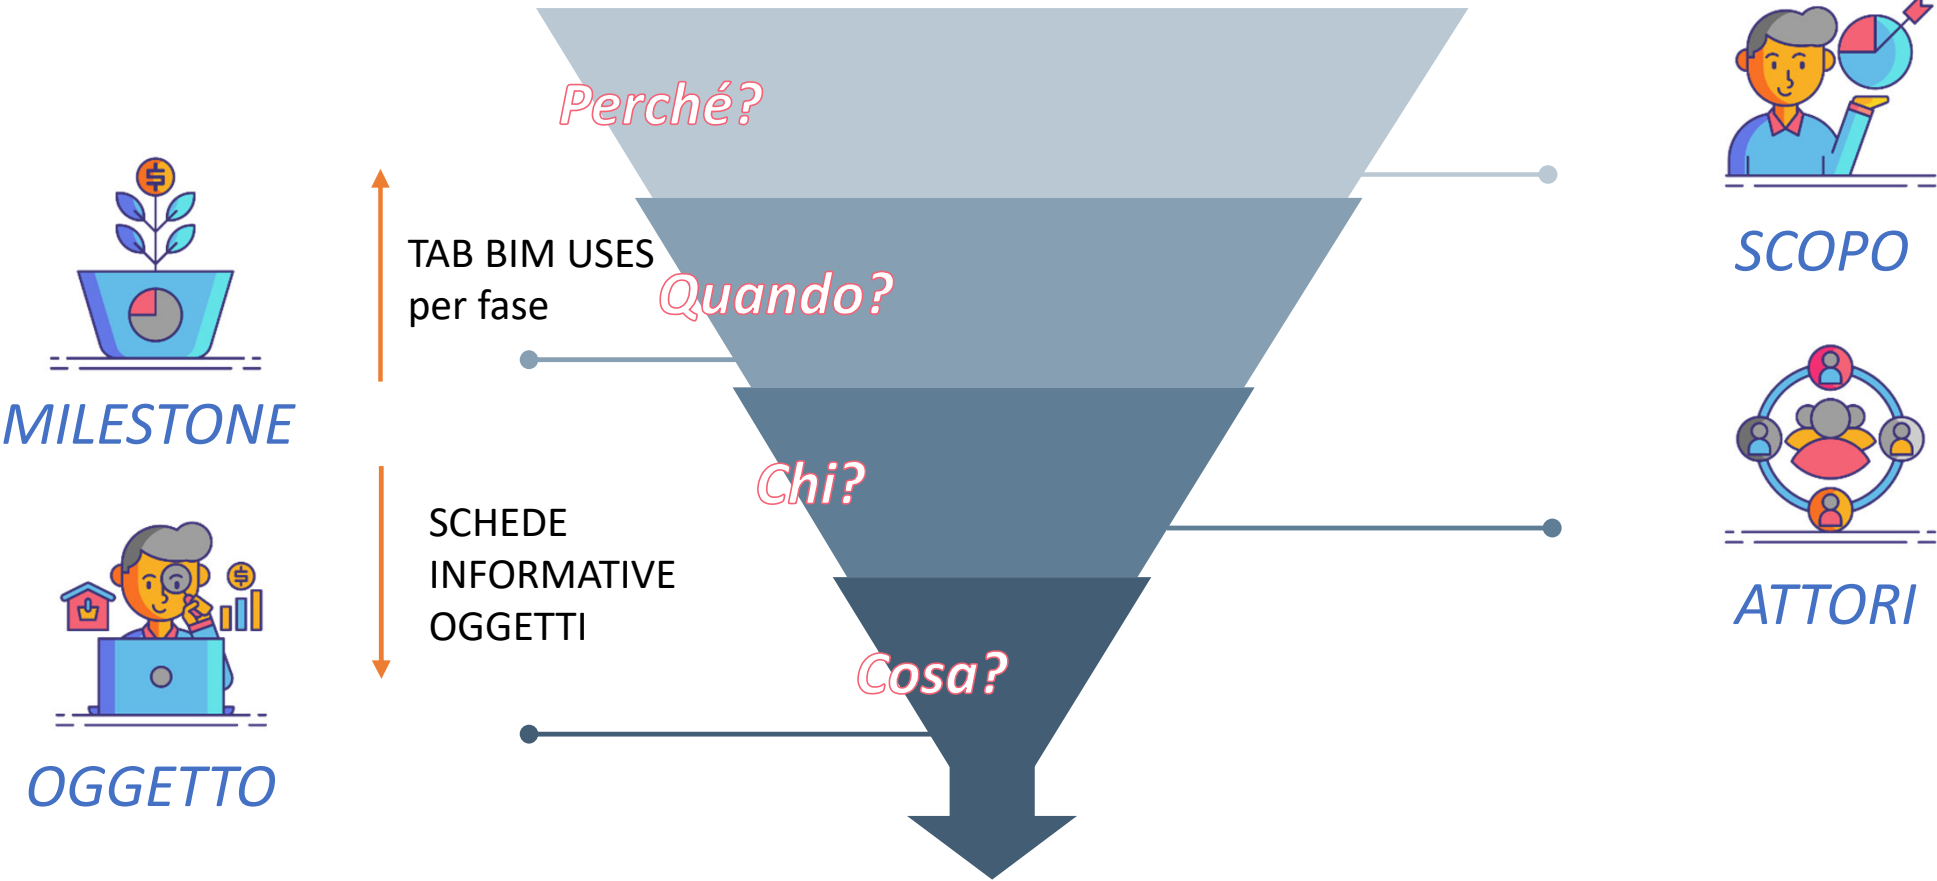 Perché?
SCOPO
TAB BIM USES
per fase
Quando?
MILESTONE
Chi?
ATTORI
SCHEDE
INFORMATIVE
OGGETTI
Cosa?
OGGETTO